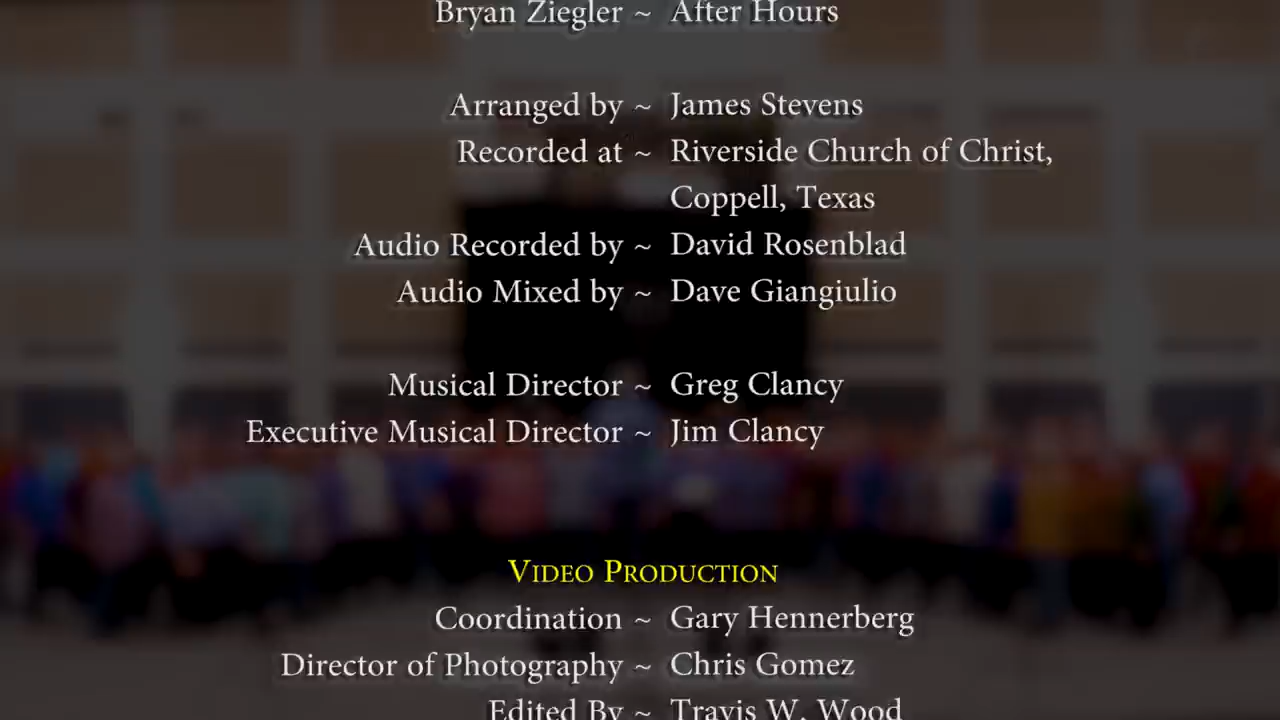 Bryan Ziegler ~ After Hours
Arranged by ~ James Stevens
Recorded at ~ Riverside Church of Christ,
Coppell, Texas
Audio Recorded by ~ David Rosenblad
Audio Mixed by ~ Dave Giangiulio
Musical Director ~ Greg Clancy
Executive Musical Director ~ Jim Clancy
VIDEO PRODUCTION
Coordination ~ Gary Hennerberg
Director of Photography ~ Chris Gomez
Edited By ~ Travis W. Wood